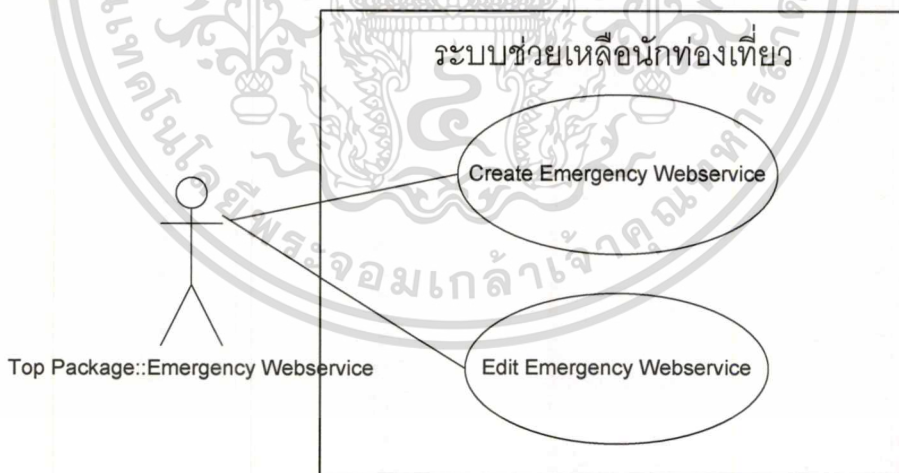 ระบบช่วยเหลือนักท่องเที่ยว
Create Emergency Webservice
Top Package::Emergency Webservice
Edit Emergency Webservice